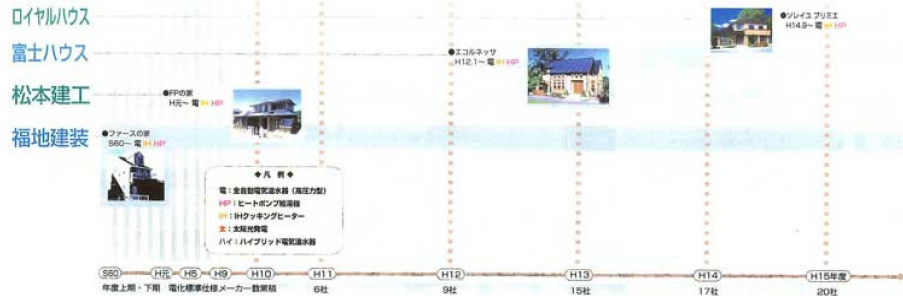 ロイヤルハウス
●ソレイユ プリミエ
H14.9～ 電 IH HP
富士ハウス
●エコルネッサ
H12.1～ 電 IH HP
松本建工
●FPの家
H元～ 電 IH HP
福地建装
●ファースの家
S60～ 電 IH HP
◆凡 例◆
電：全自動電気温水器（高圧力型）
HP：ヒートポンプ給湯機
IH：IHクッキングヒーター
太：太陽光発電
ハイ：ハイブリッド電気温水器
S60 H元 H5 H9 H10 H11 H12 H13 H14 H15年度
年度上期・下期 電化標準仕様メーカー数累積 6社 9社 15社 17社 20社